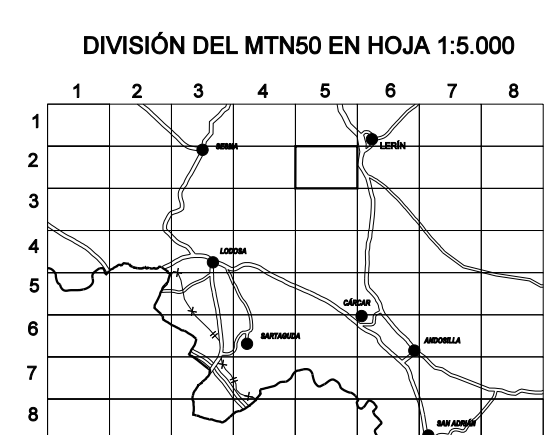 DIVISIÓN DEL MTN50 EN HOJA 1:5.000
1 2 3 4 5 6 7 8
1
LERÍN
SESMA
2
3
4
LODOSA
5
CÁRCAR
6
SARTAGUDA
ANDOSILLA
7
8
SAN ADRIÁN